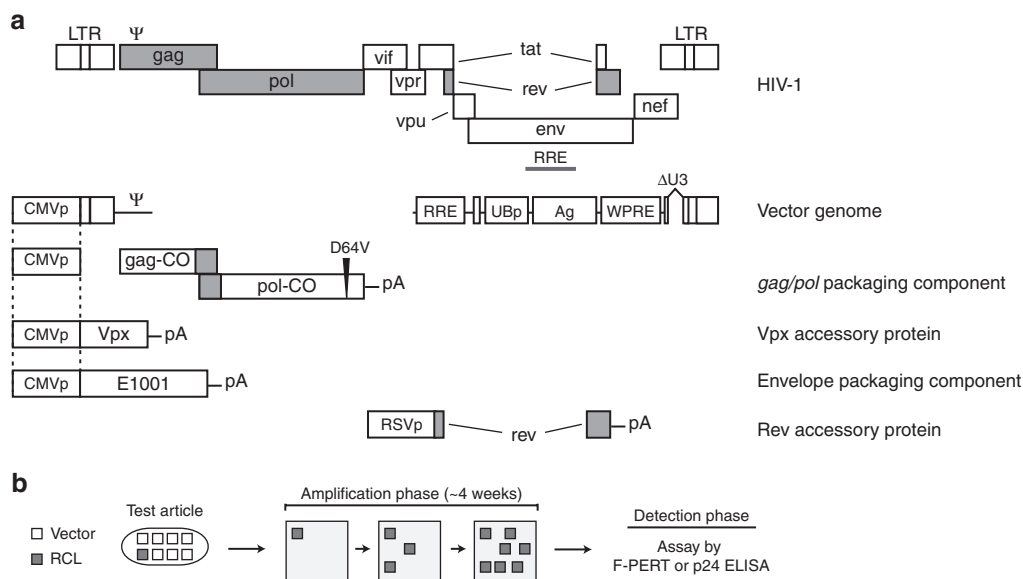 a
LTR Ψ LTR
gag vif tat
pol vpr rev HIV-1
vpu nef
env
RRE
ΔU3
CMVp Ψ RRE UBp Ag WPRE Vector genome
D64V
CMVp gag-CO
pol-CO pA gag/pol packaging component
CMVp Vpx pA Vpx accessory protein
CMVp E1001 pA Envelope packaging component
RSVp rev pA Rev accessory protein
b
Amplification phase (~4 weeks)
Test article
Detection phase
Vector
RCL
Assay by
F-PERT or p24 ELISA